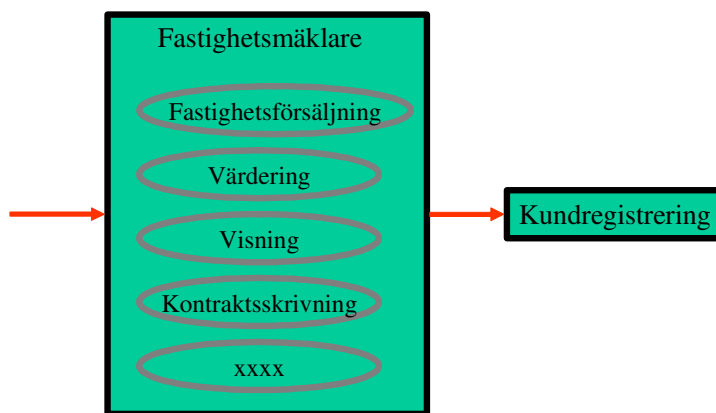 Fastighetsmäklare
Fastighetsförsäljning
Värdering
Visning
Kontraktsskrivning
xxxx
Kundregistrering